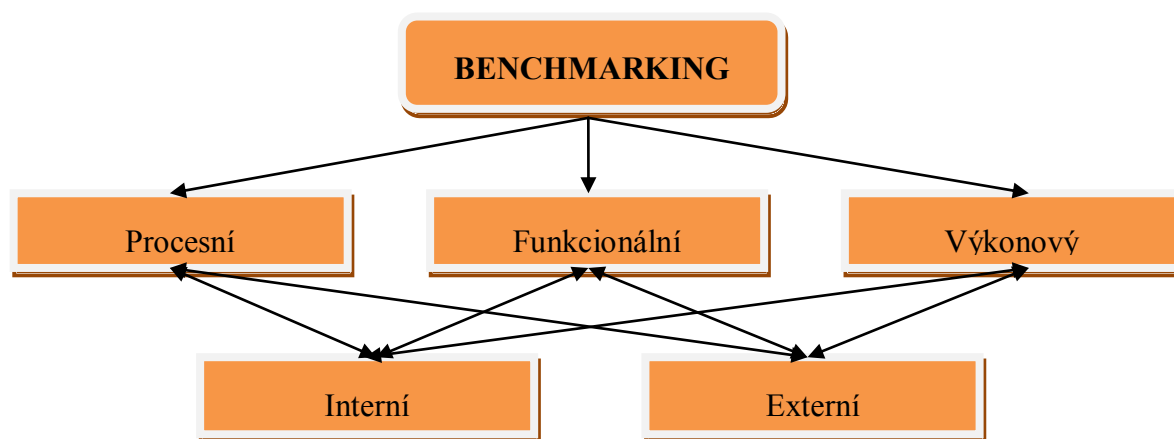 BENCHMARKING
Procesní
Funkcionální
Výkonový
Interní
Externí